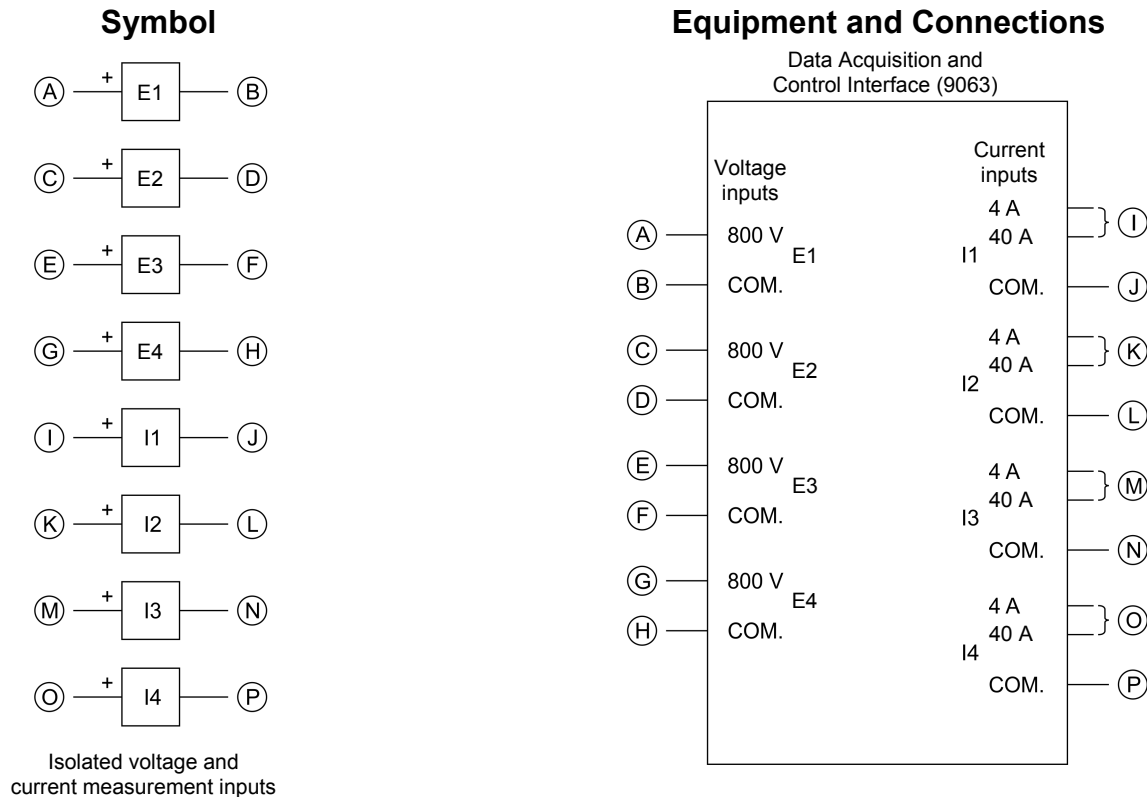 Symbol
A + E1 B
C + E2 D
E + E3 F
G + E4 H
I + I1 J
K + I2 L
M + I3 N
O + I4 P
Isolated voltage and
current measurement inputs
Equipment and Connections
Data Acquisition and
Control Interface (9063)
Voltage
inputs
A 800 V
E1
B COM.
C 800 V
E2
D COM.
E 800 V
E3
F COM.
G 800 V
E4
H COM.
Current
inputs
4 A
I
40 A
I1
COM. J
4 A
K
40 A
I2
COM. L
4 A
M
40 A
I3
COM. N
4 A
O
40 A
I4
COM. P